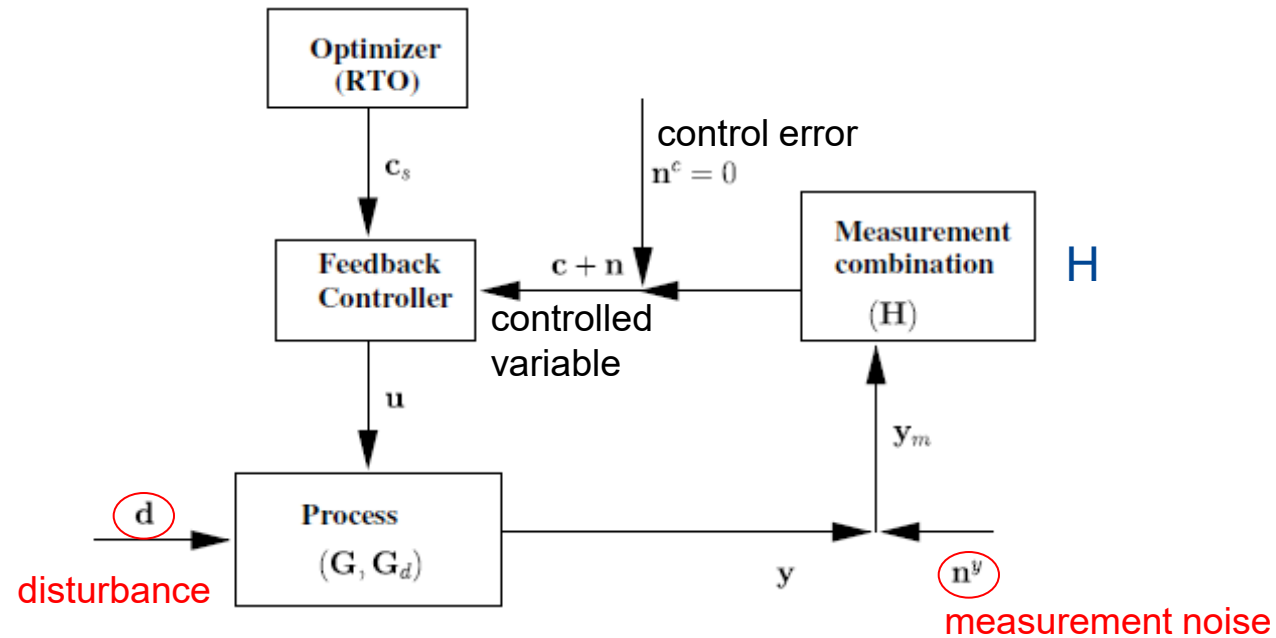 Optimizer
(RTO)
c_s
control error
n^c = 0
Measurement
combination
(H)
H
Feedback
Controller
c + n
controlled
variable
u
y_m
d
Process
(G, G_d)
disturbance
y
n^y
measurement noise